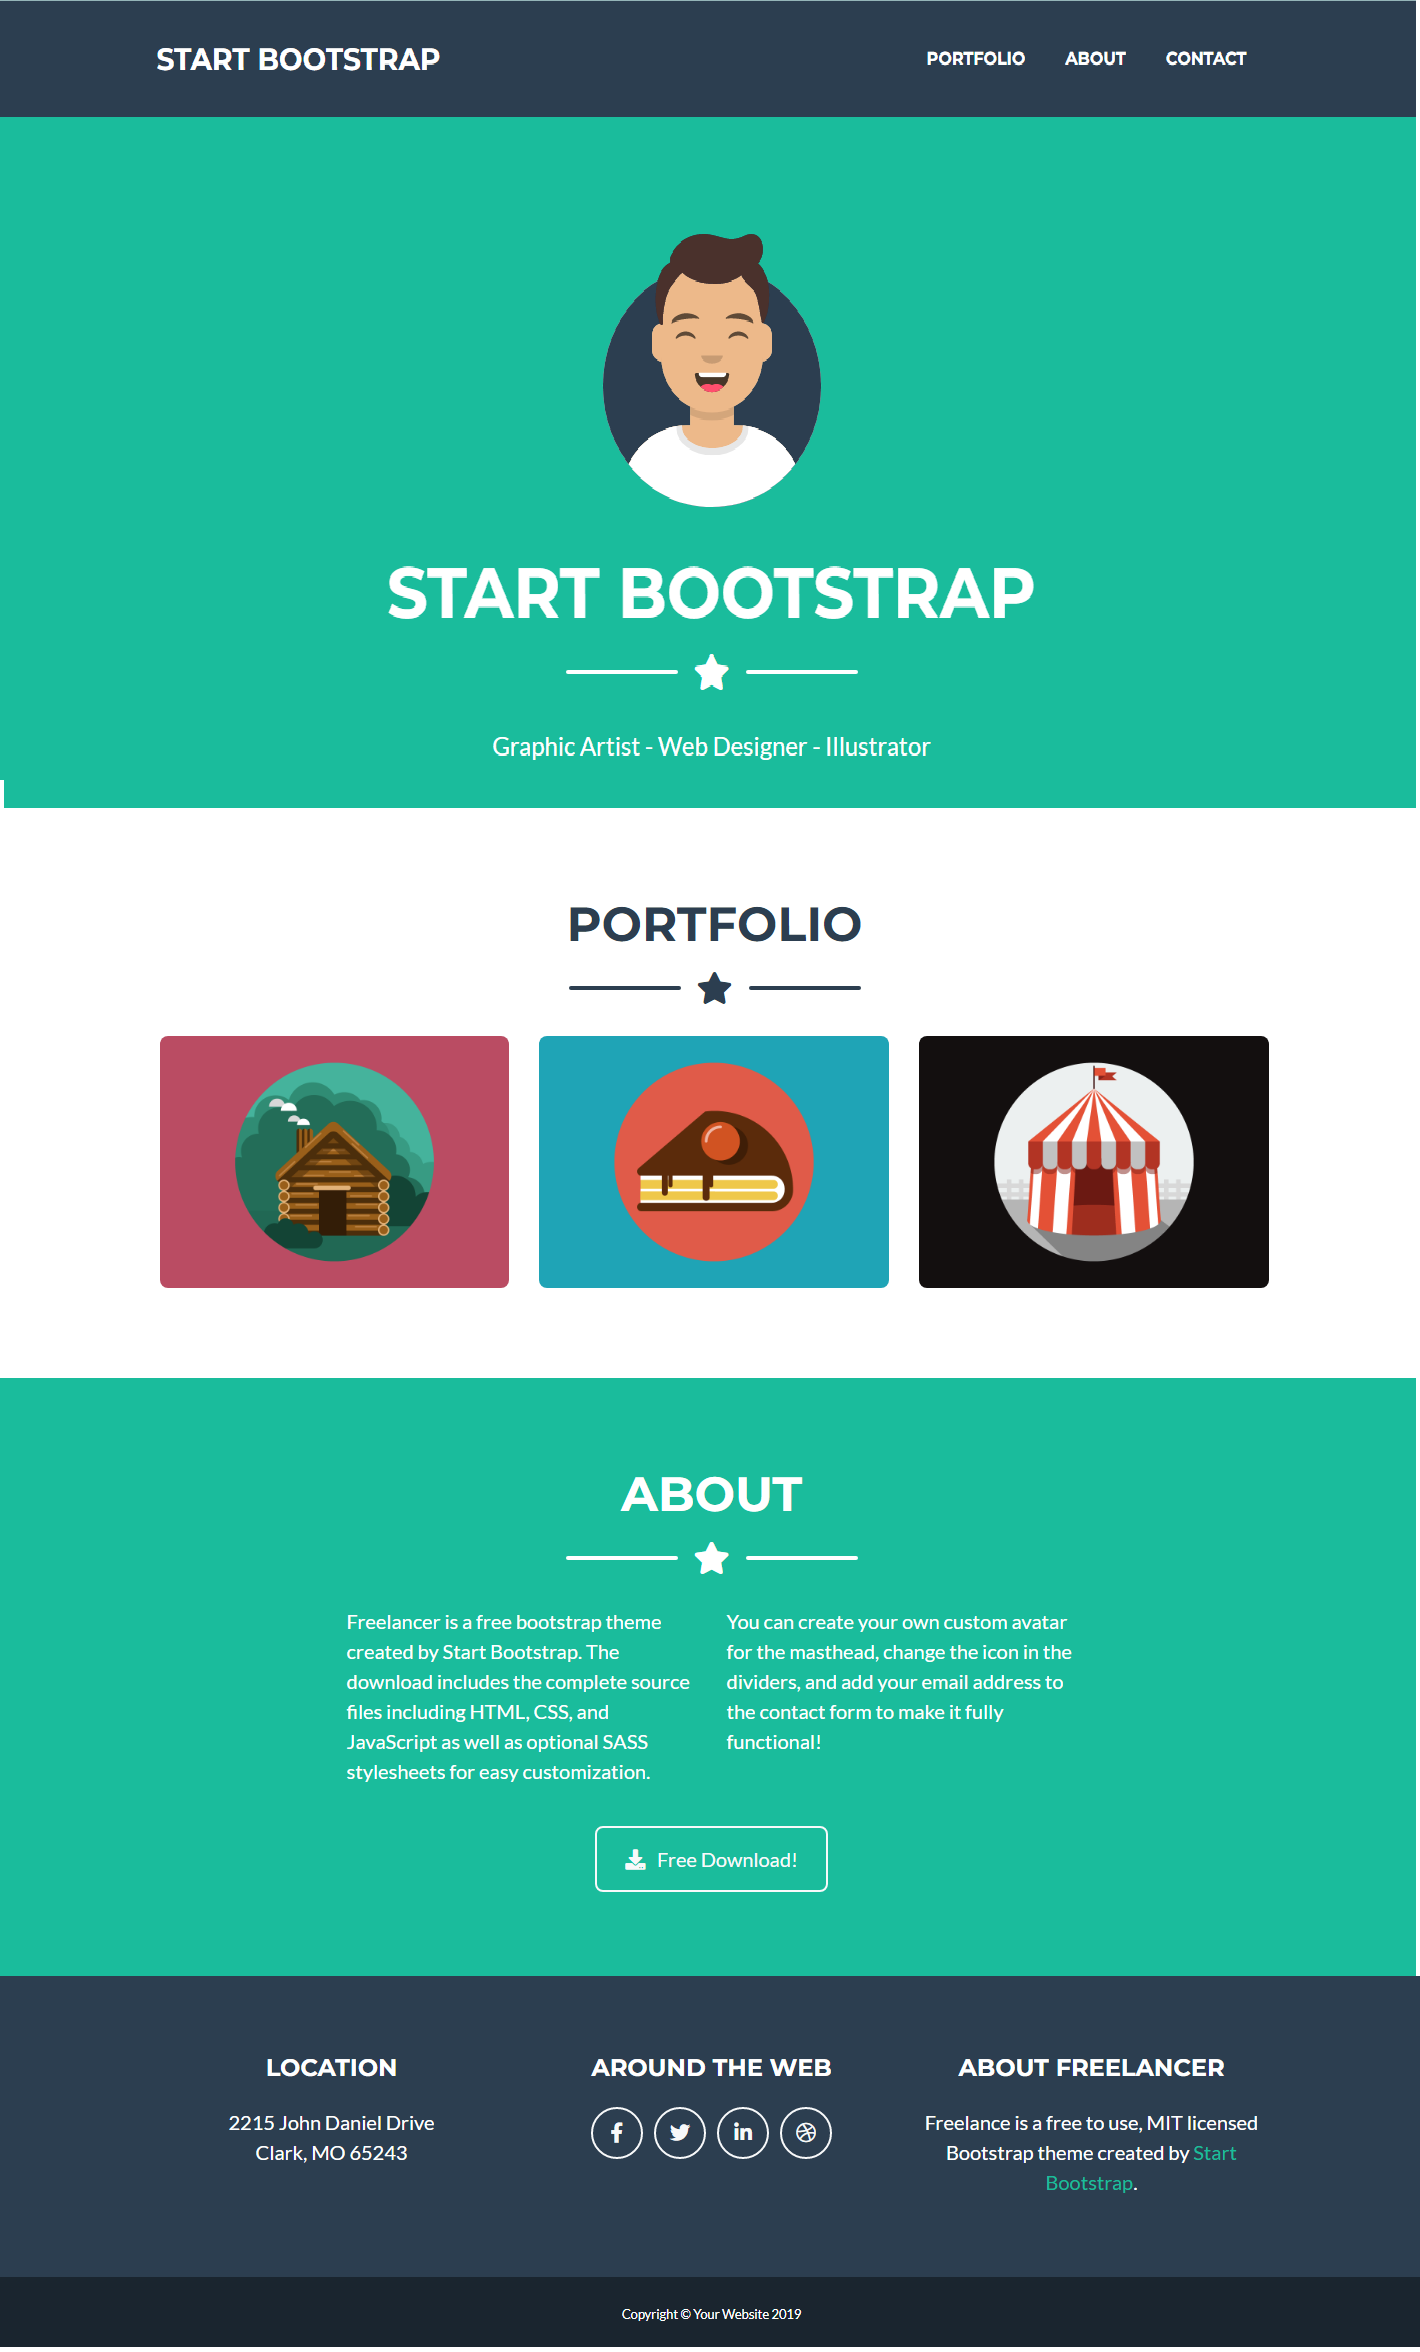 START BOOTSTRAP
PORTFOLIO ABOUT CONTACT
START BOOTSTRAP
Graphic Artist - Web Designer - Illustrator
PORTFOLIO
ABOUT
Freelancer is a free bootstrap theme
created by Start Bootstrap. The
download includes the complete source
files including HTML, CSS, and
JavaScript as well as optional SASS
stylesheets for easy customization.
You can create your own custom avatar
for the masthead, change the icon in the
dividers, and add your email address to
the contact form to make it fully
functional!
Free Download!
LOCATION
2215 John Daniel Drive
Clark, MO 65243
AROUND THE WEB
ABOUT FREELANCER
Freelance is a free to use, MIT licensed
Bootstrap theme created by Start
Bootstrap.
Copyright © Your Website 2019